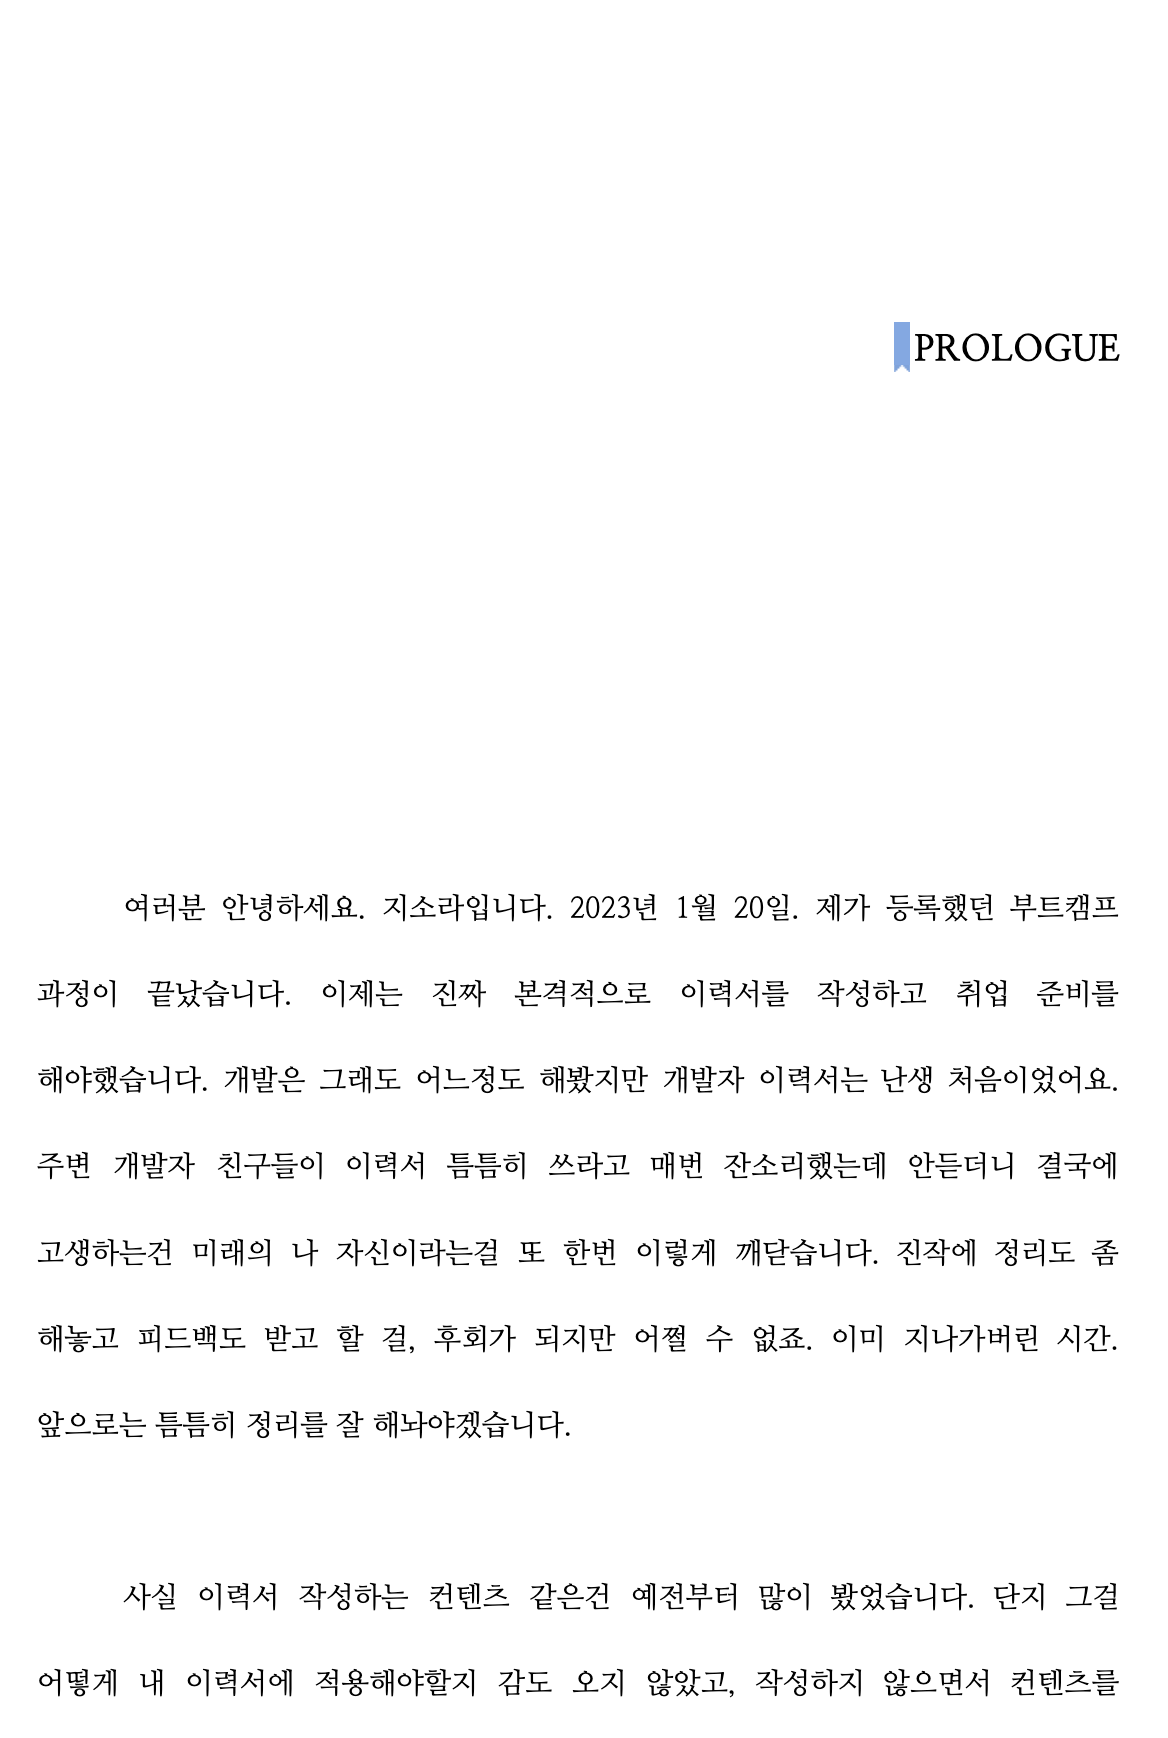 PROLOGUE
여러분 안녕하세요. 지소라입니다. 2023년 1월 20일. 제가 등록했던 부트캠프
과정이 끝났습니다. 이제는 진짜 본격적으로 이력서를 작성하고 취업 준비를
해야했습니다. 개발은 그래도 어느정도 해봤지만 개발자 이력서는 난생 처음이었어요.
주변 개발자 친구들이 이력서 틈틈히 쓰라고 매번 잔소리했는데 안듣더니 결국에
고생하는건 미래의 나 자신이라는걸 또 한번 이렇게 깨닫습니다. 진작에 정리도 좀
해놓고 피드백도 받고 할 걸, 후회가 되지만 어쩔 수 없죠. 이미 지나가버린 시간.
앞으로는 틈틈히 정리를 잘 해놔야겠습니다.
사실 이력서 작성하는 컨텐츠 같은건 예전부터 많이 봤었습니다. 단지 그걸
어떻게 내 이력서에 적용해야할지 감도 오지 않았고, 작성하지 않으면서 컨텐츠를